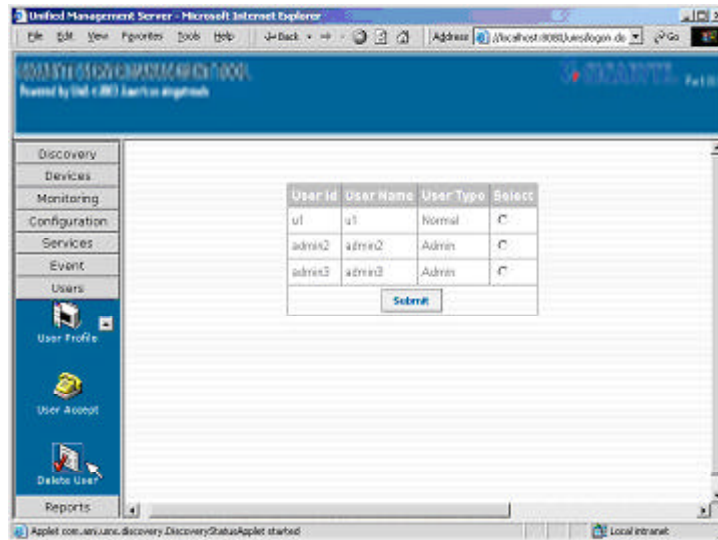 Unified Management Server - Microsoft Internet Explorer
File Edit View Favorites Tools Help Back Address //localhost:8080/ums/logon.do Go
GIGABYTE
Discovery
Devices
Monitoring
Configuration
Services
Event
Users
User Profile
User Accept
Delete User
Reports
User Id User Name User Type Select
u1 u1 Normal
admin2 admin2 Admin
admin3 admin3 Admin
Submit
Applet com.ami.ums.discovery.DiscoveryStatusApplet started
Local intranet